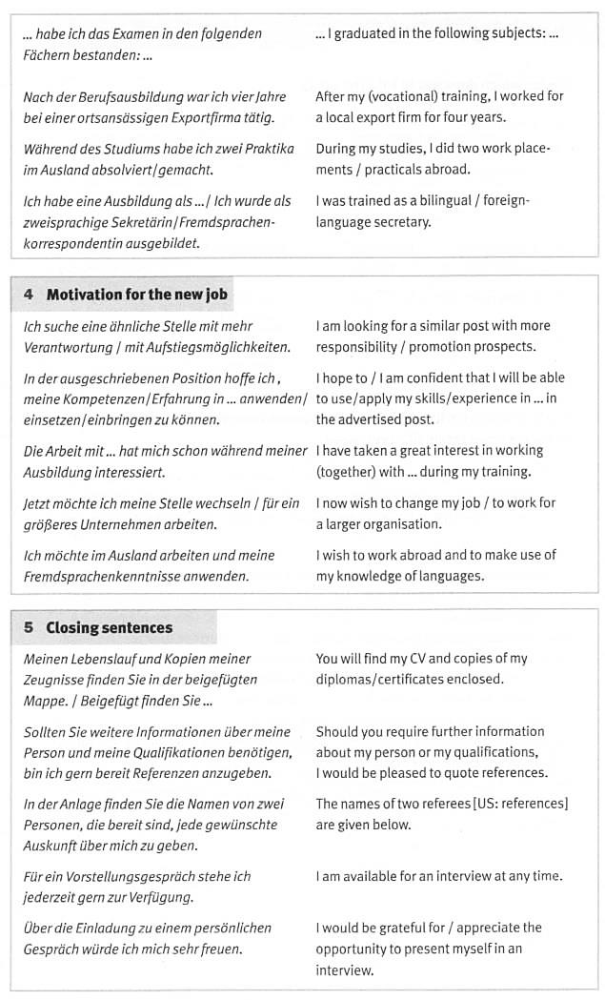 ... habe ich das Examen in den folgenden
Fächern bestanden: ...
... I graduated in the following subjects: ...
Nach der Berufsausbildung war ich vier Jahre
bei einer ortsansässigen Exportfirma tätig.
After my (vocational) training, I worked for
a local export firm for four years.
Während des Studiums habe ich zwei Praktika
im Ausland absolviert/gemacht.
During my studies, I did two work place-
ments / practicals abroad.
Ich habe eine Ausbildung als .../ Ich wurde als
zweisprachige Sekretärin/Fremdsprachen-
korrespondentin ausgebildet.
I was trained as a bilingual / foreign-
language secretary.
4 Motivation for the new job
Ich suche eine ähnliche Stelle mit mehr
Verantwortung / mit Aufstiegsmöglichkeiten.
I am looking for a similar post with more
responsibility / promotion prospects.
In der ausgeschriebenen Position hoffe ich ,
meine Kompetenzen/Erfahrung in ... anwenden/
einsetzen/einbringen zu können.
I hope to / I am confident that I will be able
to use/apply my skills/experience in ... in
the advertised post.
Die Arbeit mit ... hat mich schon während meiner
Ausbildung interessiert.
I have taken a great interest in working
(together) with ... during my training.
Jetzt möchte ich meine Stelle wechseln / für ein
größeres Unternehmen arbeiten.
I now wish to change my job / to work for
a larger organisation.
Ich möchte im Ausland arbeiten und meine
Fremdsprachenkenntnisse anwenden.
I wish to work abroad and to make use of
my knowledge of languages.
5 Closing sentences
Meinen Lebenslauf und Kopien meiner
Zeugnisse finden Sie in der beigefügten
Mappe. / Beigefügt finden Sie ...
You will find my CV and copies of my
diplomas/certificates enclosed.
Sollten Sie weitere Informationen über meine
Person und meine Qualifikationen benötigen,
bin ich gern bereit Referenzen anzugeben.
Should you require further information
about my person or my qualifications,
I would be pleased to quote references.
In der Anlage finden Sie die Namen von zwei
Personen, die bereit sind, jede gewünschte
Auskunft über mich zu geben.
The names of two referees [US: references]
are given below.
Für ein Vorstellungsgespräch stehe ich
jederzeit gern zur Verfügung.
I am available for an interview at any time.
Über die Einladung zu einem persönlichen
Gespräch würde ich mich sehr freuen.
I would be grateful for / appreciate the
opportunity to present myself in an
interview.